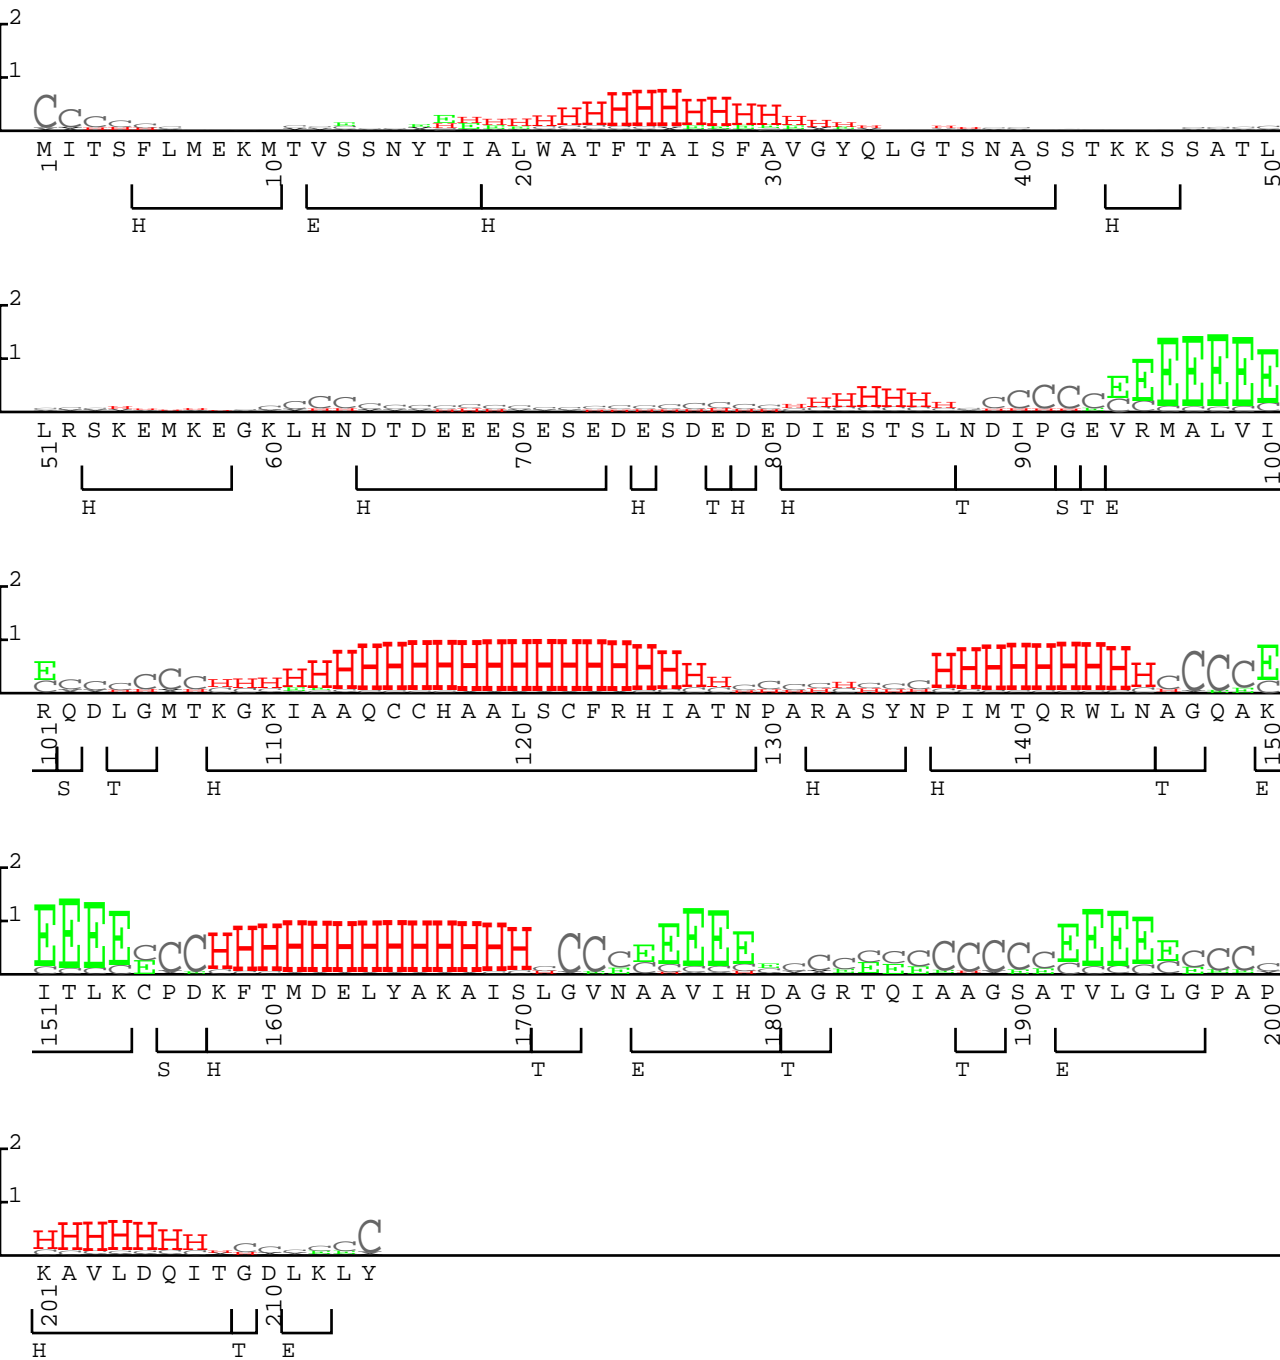 2
1
C C C C C E H H H H H H H H H H H H H H H H
M I T S F L M E K M T V S S N Y T I A L W A T F T A I S F A V G Y Q L G T S N A S S T K K S S A T L
1 10 20 30 40 50
H E H H
2
1
C C C H H H H H H C C C C C E E E E E E E
L R S K E M K E G K L H N D T D E E E S E S E D E S D E D E D I E S T S L N D I P G E V R M A L V I
51 60 70 80 90 100
H H H T H H T S T E
2
1
E C C C C C C H H H H H H H H H H H H H H H H H H H H H H H H H H H H H H C C C C E
R Q D L G M T K G K I A A Q C C H A A L S C F R H I A T N P A R A S Y N P I M T Q R W L N A G Q A K
101 110 120 130 140 150
S T H H H T E
2
1
E E E E C C C H H H H H H H H H H H H H C C C E E E E E C C C C C C C C C C E E E E E C C C
I T L K C P D K F T M D E L Y A K A I S L G V N A A V I H D A G R T Q I A A G S A T V L G L G P A P
151 160 170 180 190 200
S H T E T T E
2
1
H H H H H H H C C C C C C
K A V L D Q I T G D L K L Y
201 210
H T E